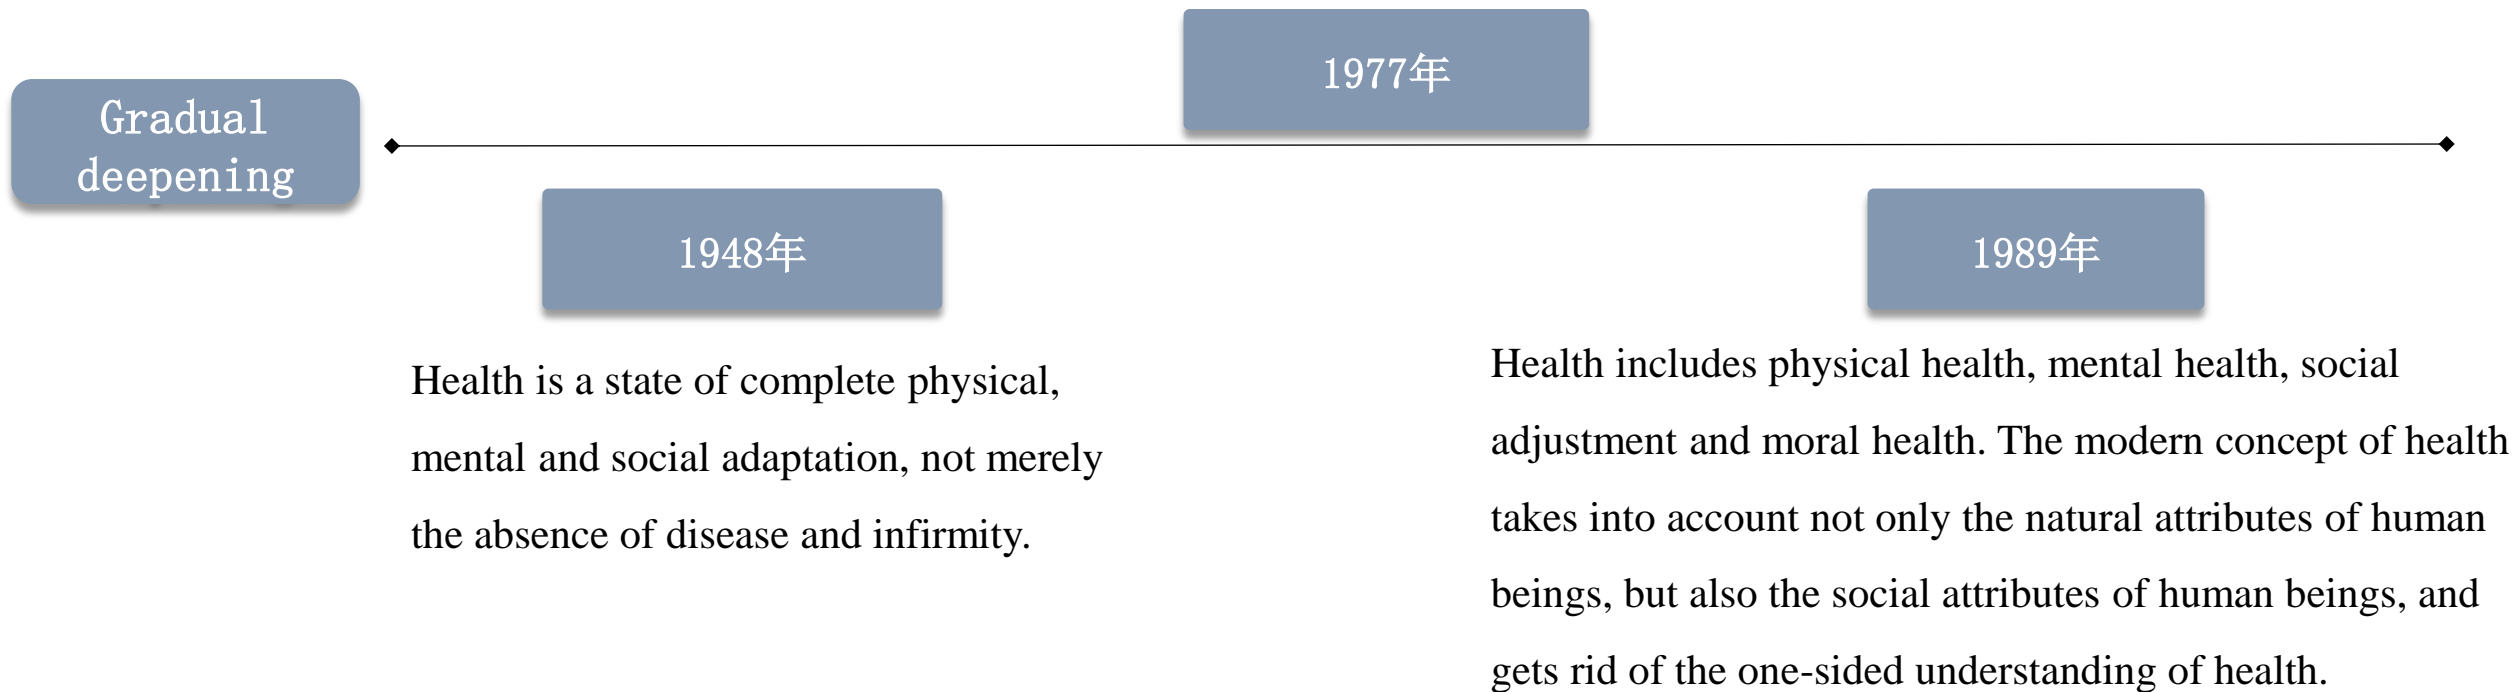 Gradual
deepening
1977年
1948年
1989年
Health is a state of complete physical,
mental and social adaptation, not merely
the absence of disease and infirmity.
Health includes physical health, mental health, social
adjustment and moral health. The modern concept of health
takes into account not only the natural attributes of human
beings, but also the social attributes of human beings, and
gets rid of the one-sided understanding of health.